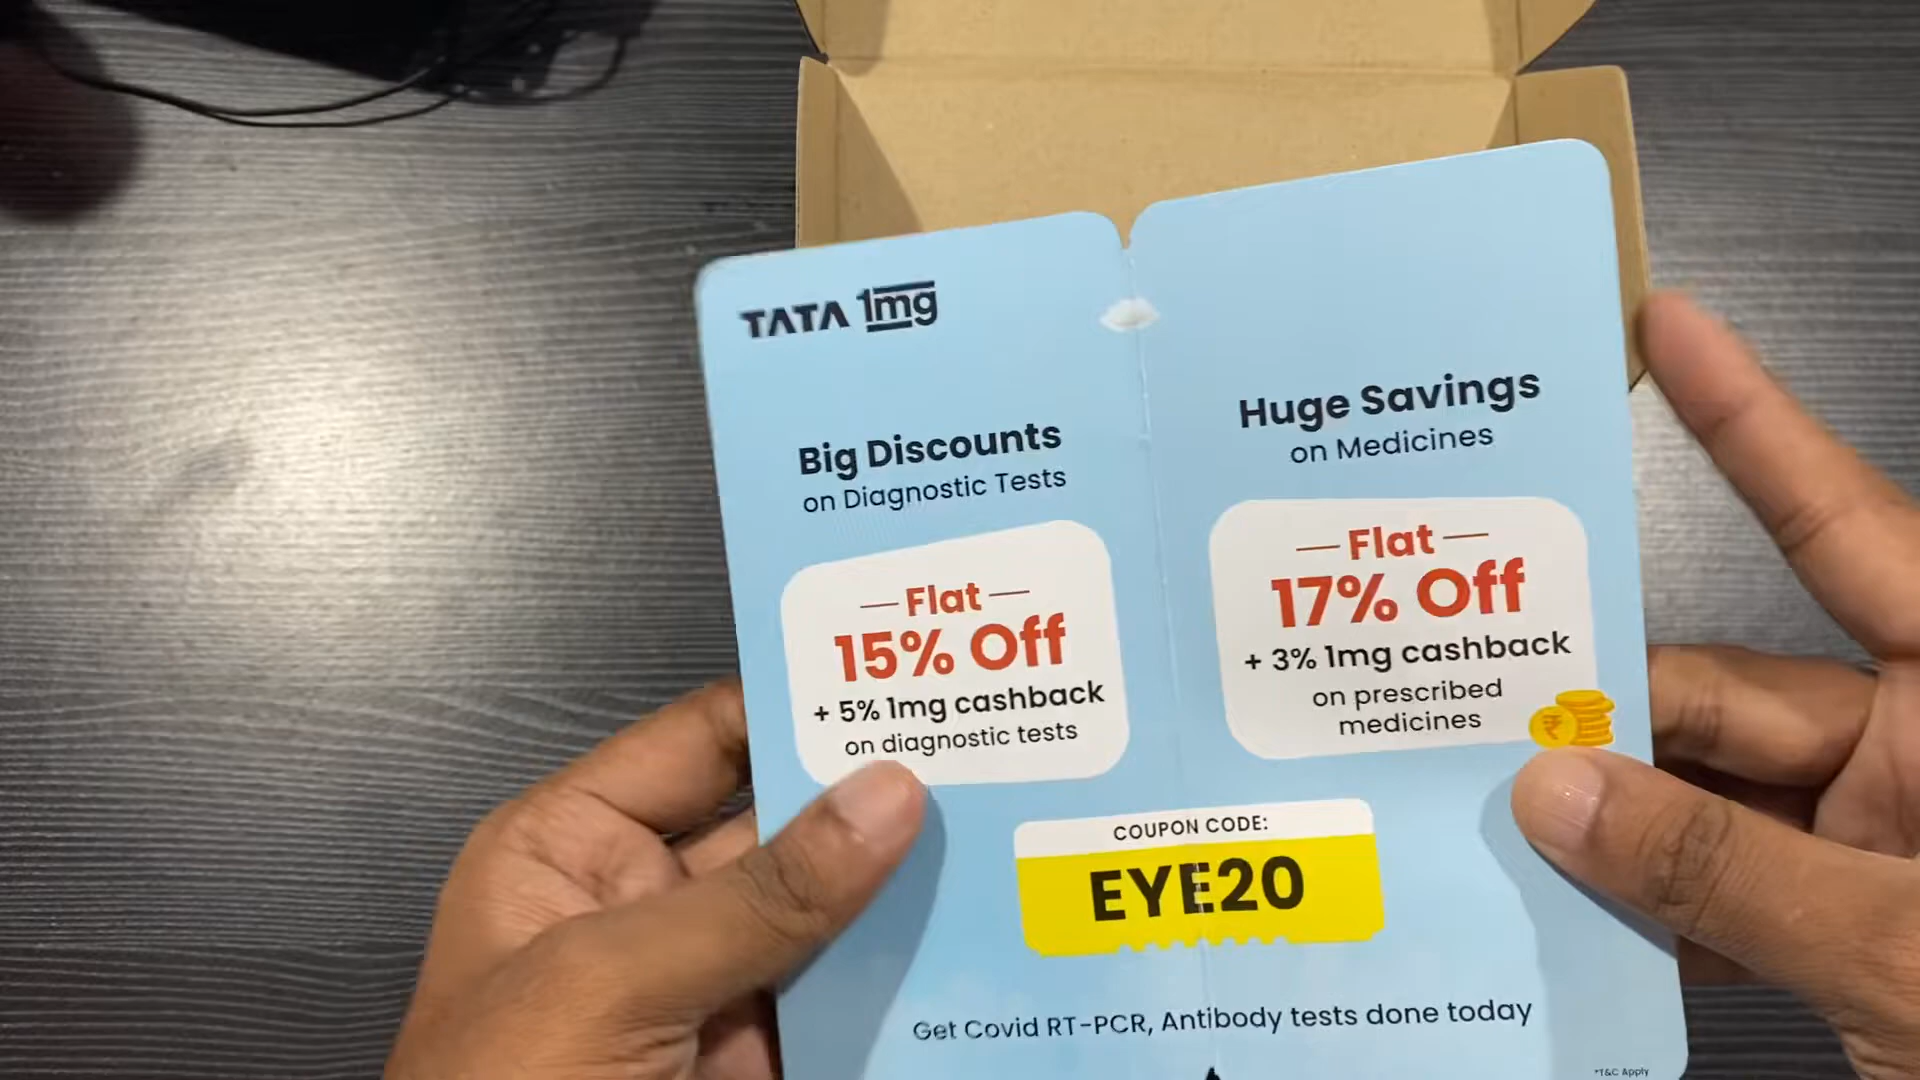 TATA 1mg
Big Discounts
on Diagnostic Tests
Flat
15% Off
+ 5% 1mg cashback
on diagnostic tests
Huge Savings
on Medicines
Flat
17% Off
+ 3% 1mg cashback
on prescribed
medicines
₹
COUPON CODE:
EYE20
Get Covid RT-PCR, Antibody tests done today
*T&C Apply